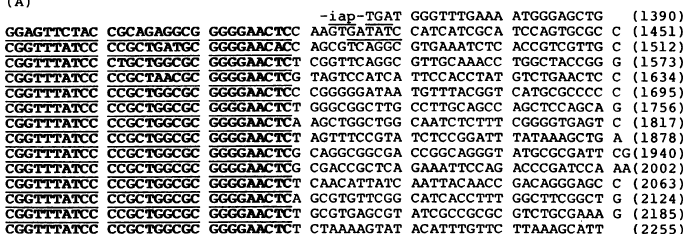 (A)
-iap-TGAT GGGTTTGAAA ATGGGAGCTG (1390)
GGAGTTCTAC CGCAGAGGCG GGGGAACTCC AAGTGATATC CATCATCGCA TCCAGTGCGC C (1451)
CGGTTTATCC CCGCTGATGC GGGGAACACC AGCGTCAGGC GTGAAATCTC ACCGTCGTTG C (1512)
CGGTTTATCC CTGCTGGCGC GGGGAACTCT CGGTTCAGGC GTTGCAAACC TGGCTACCGG G (1573)
CGGTTTATCC CCGCTAACGC GGGGAACTCG TAGTCCATCA TTCCACCTAT GTCTGAACTC C (1634)
CGGTTTATCC CCGCTGGCGC GGGGAACTCC CGGGGGATAA TGTTTACGGT CATGCGCCCC C (1695)
CGGTTTATCC CCGCTGGCGC GGGGAACTCT GGGCGGCTTG CCTTGCAGCC AGCTCCAGCA G (1756)
CGGTTTATCC CCGCTGGCGC GGGGAACTCA AGCTGGCTGG CAATCTCTTT CGGGGTGAGT C (1817)
CGGTTTATCC CCGCTGGCGC GGGGAACTCT AGTTTCCGTA TCTCCGGATT TATAAAGCTG A (1878)
CGGTTTATCC CCGCTGGCGC GGGGAACTCG CAGGCGGCGA CCGGCAGGGT ATGCGCGATT CG(1940)
CGGTTTATCC CCGCTGGCGC GGGGAACTCG CGACCGCTCA GAAATTCCAG ACCCGATCCA AA(2002)
CGGTTTATCC CCGCTGGCGC GGGGAACTCT CAACATTATC AATTACAACC GACAGGGAGC C (2063)
CGGTTTATCC CCGCTGGCGC GGGGAACTCA GCGTGTTCGG CATCACCTTT GGCTTCGGCT G (2124)
CGGTTTATCC CCGCTGGCGC GGGGAACTCT GCGTGAGCGT ATCGCCGCGC GTCTGCGAAA G (2185)
CGGTTTATCC CCGCTGGCGC GGGGAACTCT CTAAAAGTAT ACATTTGTTC TTAAAGCATT (2255)